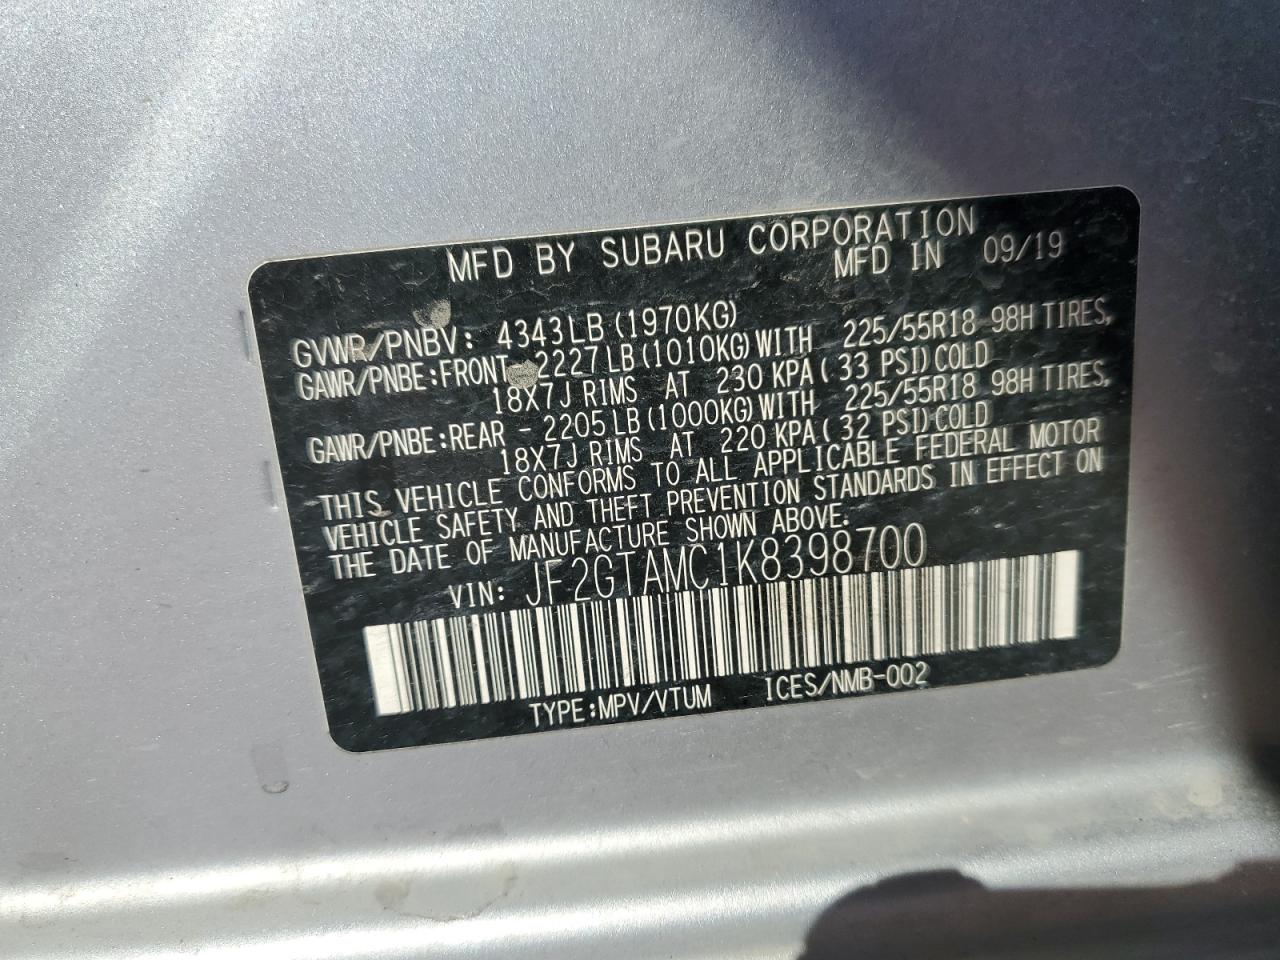 MFD BY SUBARU CORPORATION
MFD IN 09/19
GVWR/PNBV: 4343LB(1970KG)
GAWR/PNBE:FRONT- 2227LB(1010KG)WITH 225/55R18 98H TIRES,
18X7J RIMS AT 230 KPA( 33 PSI)COLD
GAWR/PNBE:REAR - 2205LB(1000KG)WITH 225/55R18 98H TIRES,
18X7J RIMS AT 220 KPA( 32 PSI)COLD
THIS VEHICLE CONFORMS TO ALL APPLICABLE FEDERAL MOTOR
VEHICLE SAFETY AND THEFT PREVENTION STANDARDS IN EFFECT ON
THE DATE OF MANUFACTURE SHOWN ABOVE.
VIN: JF2GTAMC1K8398700
TYPE:MPV/VTUM ICES/NMB-002